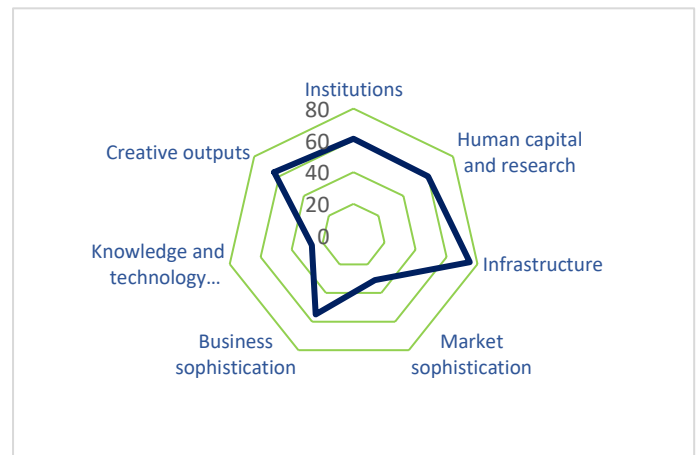 Institutions
80
60
40
20
0
Human capital
and research
Infrastructure
Market
sophistication
Business
sophistication
Knowledge and
technology...
Creative outputs